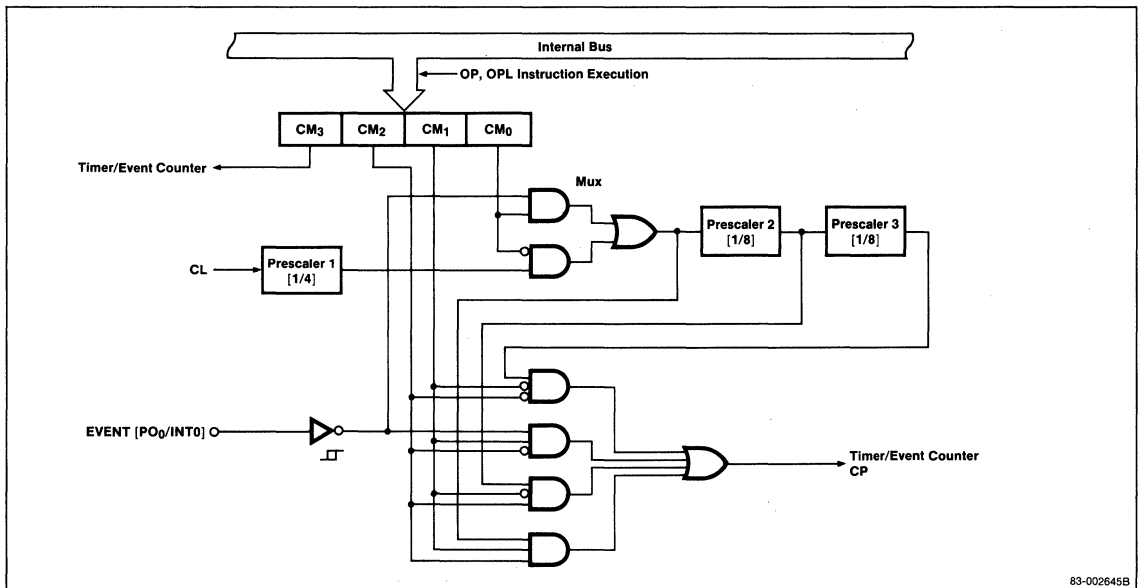 Internal Bus
OP, OPL Instruction Execution
CM3 CM2 CM1 CM0
Timer/Event Counter
Mux
Prescaler 2
[1/8]
Prescaler 3
[1/8]
CL
Prescaler 1
[1/4]
EVENT [PO0/INT0]
Timer/Event Counter
CP
83-002645B